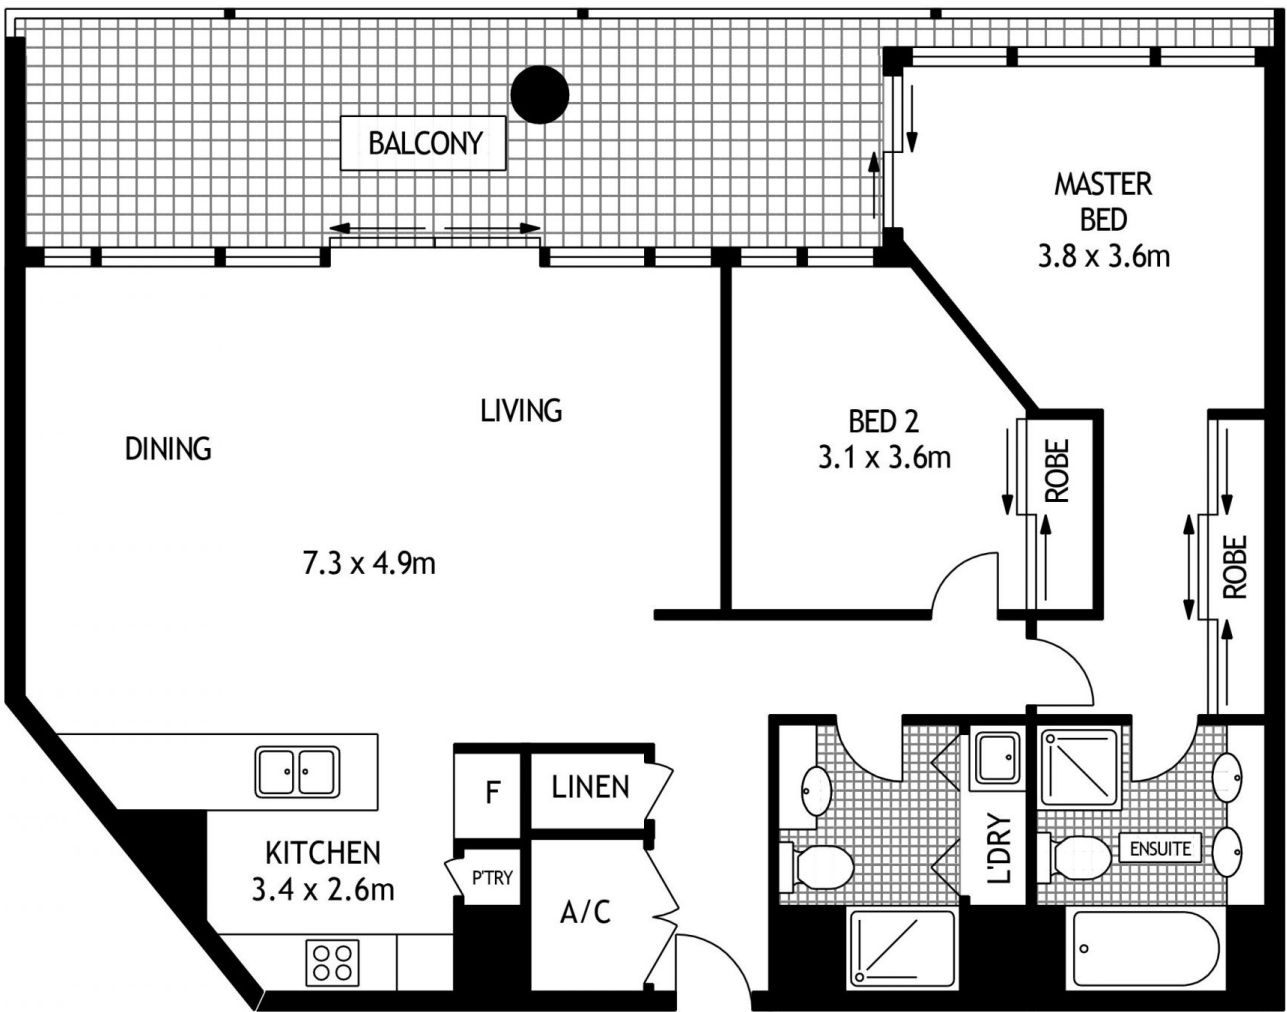 BALCONY
MASTER
BED
3.8 x 3.6m
LIVING
DINING
BED 2
3.1 x 3.6m
ROBE
ROBE
7.3 x 4.9m
F
LINEN
KITCHEN
3.4 x 2.6m
P'TRY
A/C
L'DRY
ENSUITE